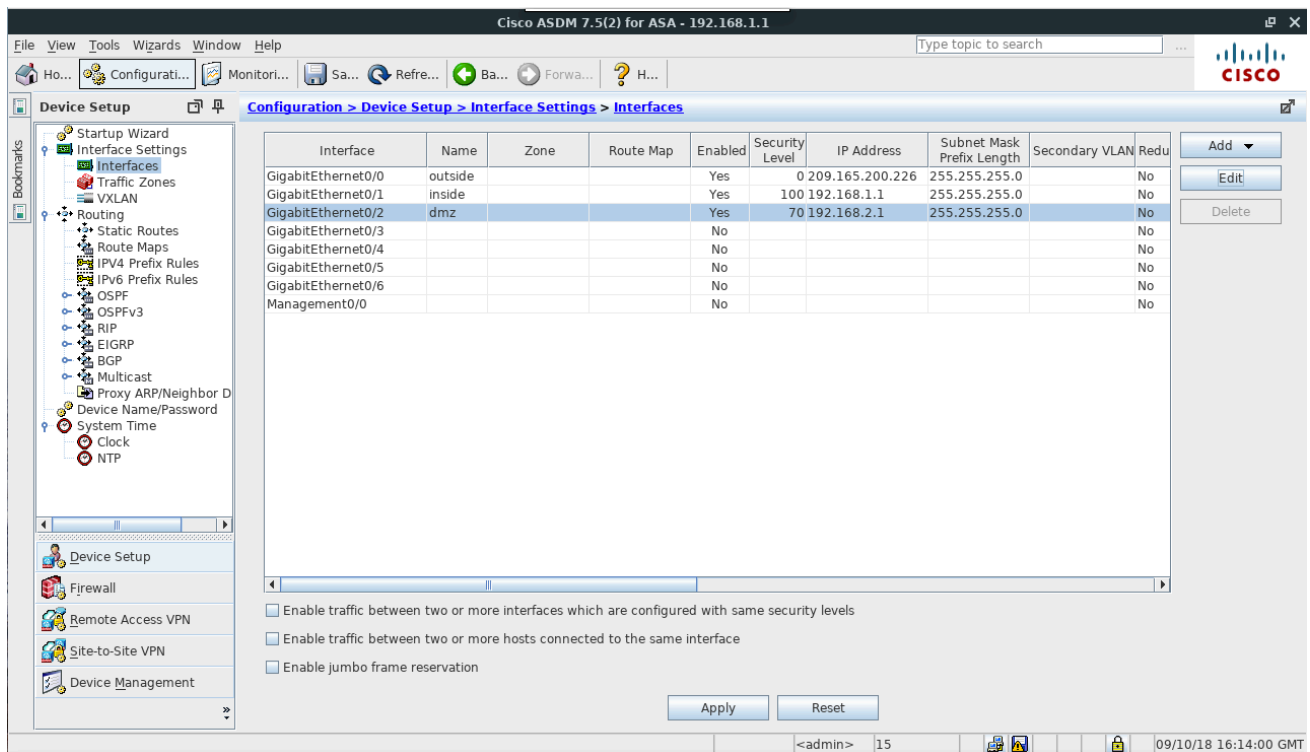 Cisco ASDM 7.5(2) for ASA - 192.168.1.1
File View Tools Wizards Window Help
Type topic to search
...
Ho... Configurati... Monitori... Sa... Refre... Ba... Forwa... H...
CISCO
Bookmarks
Device Setup
Startup Wizard
Interface Settings
Interfaces
Traffic Zones
VXLAN
Routing
Static Routes
Route Maps
IPV4 Prefix Rules
IPv6 Prefix Rules
OSPF
OSPFv3
RIP
EIGRP
BGP
Multicast
Proxy ARP/Neighbor D
Device Name/Password
System Time
Clock
NTP
Device Setup
Firewall
Remote Access VPN
Site-to-Site VPN
Device Management
Configuration > Device Setup > Interface Settings > Interfaces
Interface Name Zone Route Map Enabled Security Level IP Address Subnet Mask Prefix Length Secondary VLAN Redu
GigabitEthernet0/0 outside Yes 0 209.165.200.226 255.255.255.0 No
GigabitEthernet0/1 inside Yes 100 192.168.1.1 255.255.255.0 No
GigabitEthernet0/2 dmz Yes 70 192.168.2.1 255.255.255.0 No
GigabitEthernet0/3 No No
GigabitEthernet0/4 No No
GigabitEthernet0/5 No No
GigabitEthernet0/6 No No
Management0/0 No No
Add
Edit
Delete
Enable traffic between two or more interfaces which are configured with same security levels
Enable traffic between two or more hosts connected to the same interface
Enable jumbo frame reservation
Apply Reset
<admin> 15 09/10/18 16:14:00 GMT